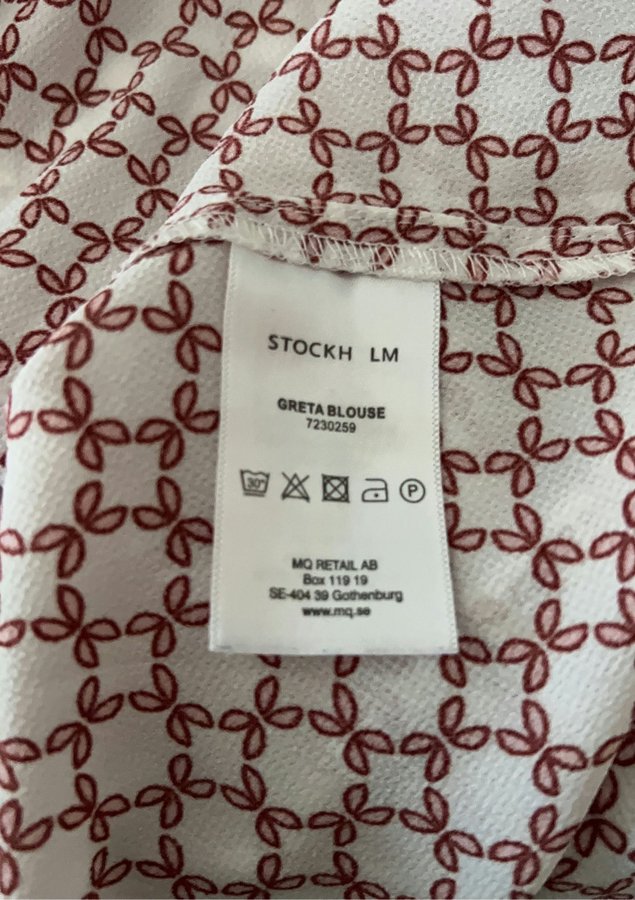 STOCKH LM
GRETA BLOUSE
7230259
30°
P
MQ RETAIL AB
Box 119 19
SE-404 39 Gothenburg
www.mq.se